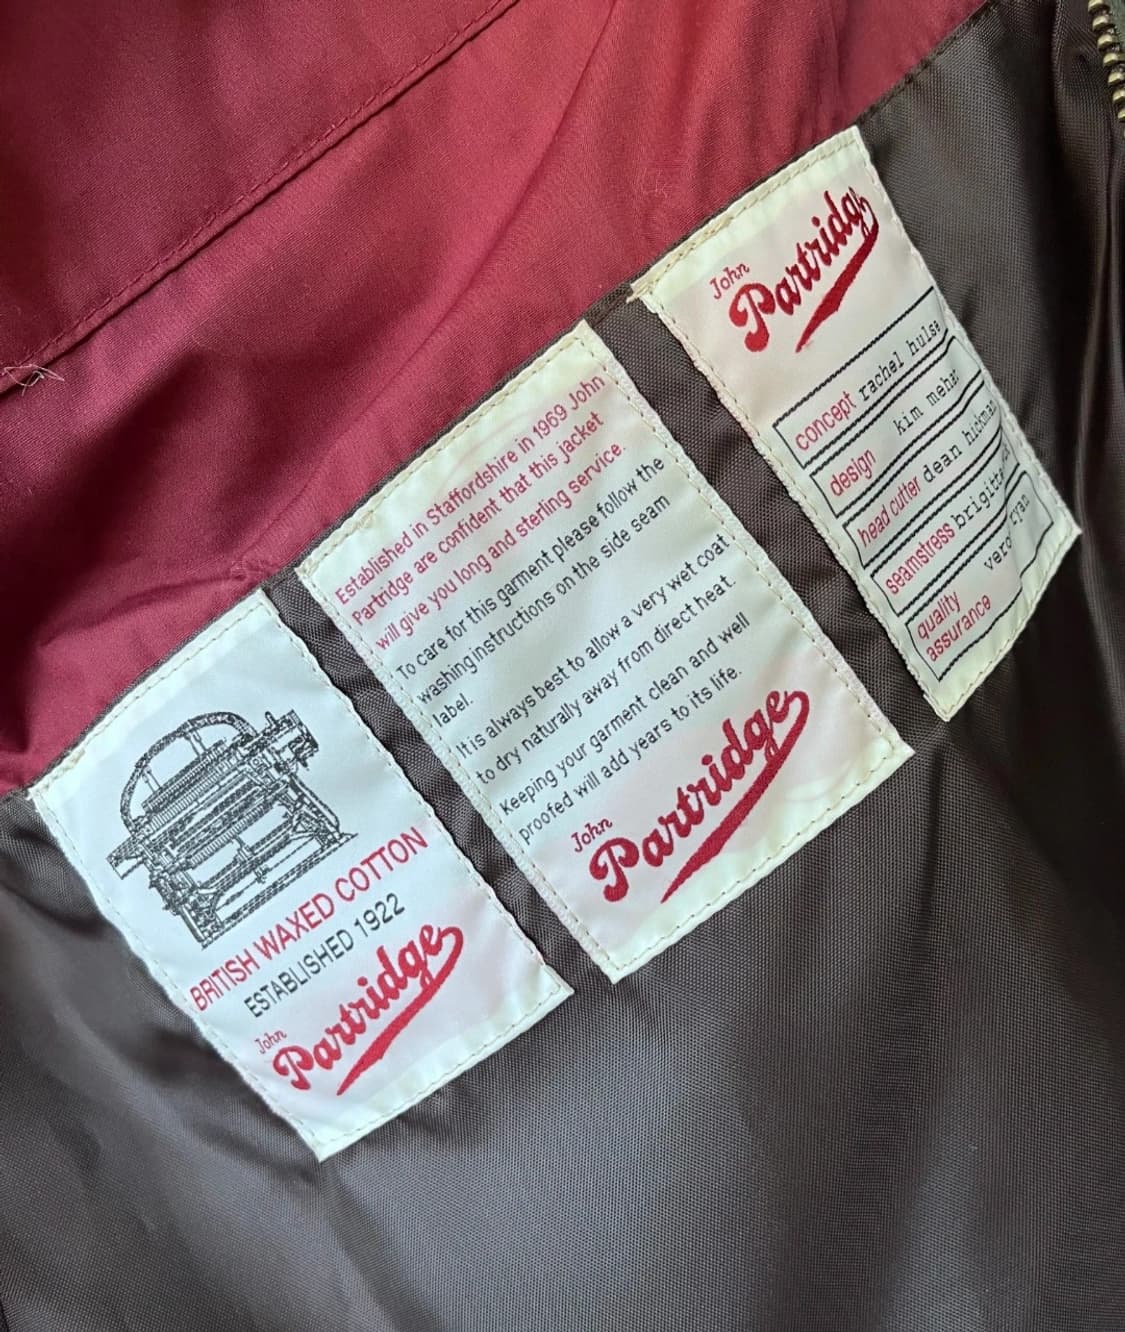 BRITISH WAXED COTTON
ESTABLISHED 1922
John
Partridge
Established in Staffordshire in 1969 John
Partridge are confident that this jacket
will give you long and sterling service.
To care for this garment please follow the
washing instructions on the side seam
label.
It is always best to allow a very wet coat
to dry naturally away from direct heat.
Keeping your garment clean and well
proofed will add years to its life.
John
Partridge
John
Partridge
concept rachel hulse
design kim
head cutter dean hickman
seamstress
quality ryan
assurance